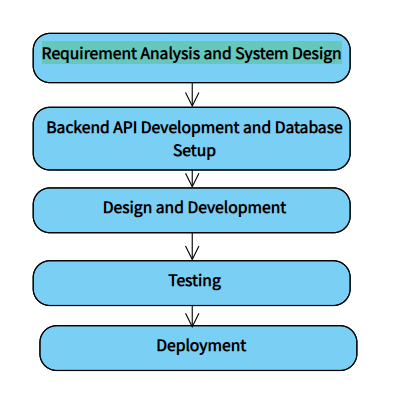 Requirement Analysis and System Design
Backend API Development and Database
Setup
Design and Development
Testing
Deployment